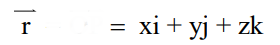 r⃗ = xi + yj + zk